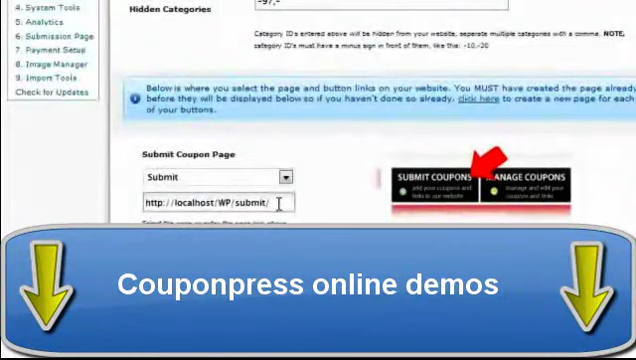 4. System Tools
5. Analytics
6. Submission Page
7. Payment Setup
8. Image Manager
9. Import Tools
Check for Updates
Hidden Categories
-97,-
Category ID's entered above will be hidden from your website, seperate multiple categories with a comma. NOTE,
category ID's must have a minus sign in front of them, like this: -10,-20
Below is where you select the page and button links on your website. You MUST have created the page already
before they will be displayed below so if you haven't done so already, click here to create a new page for each
of your buttons.
Submit Coupon Page
Submit
http://localhost/WP/submit/
SUBMIT COUPONS
add your coupons and
links to our website
MANAGE COUPONS
manage and edit your
coupons and links
Couponpress online demos